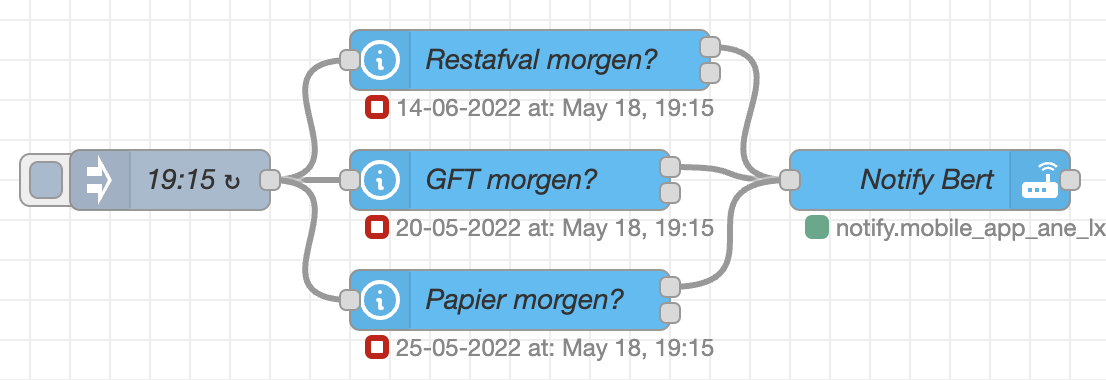 Restafval morgen?
14-06-2022 at: May 18, 19:15
19:15 ↻
GFT morgen?
20-05-2022 at: May 18, 19:15
Notify Bert
notify.mobile_app_ane_lx
Papier morgen?
25-05-2022 at: May 18, 19:15